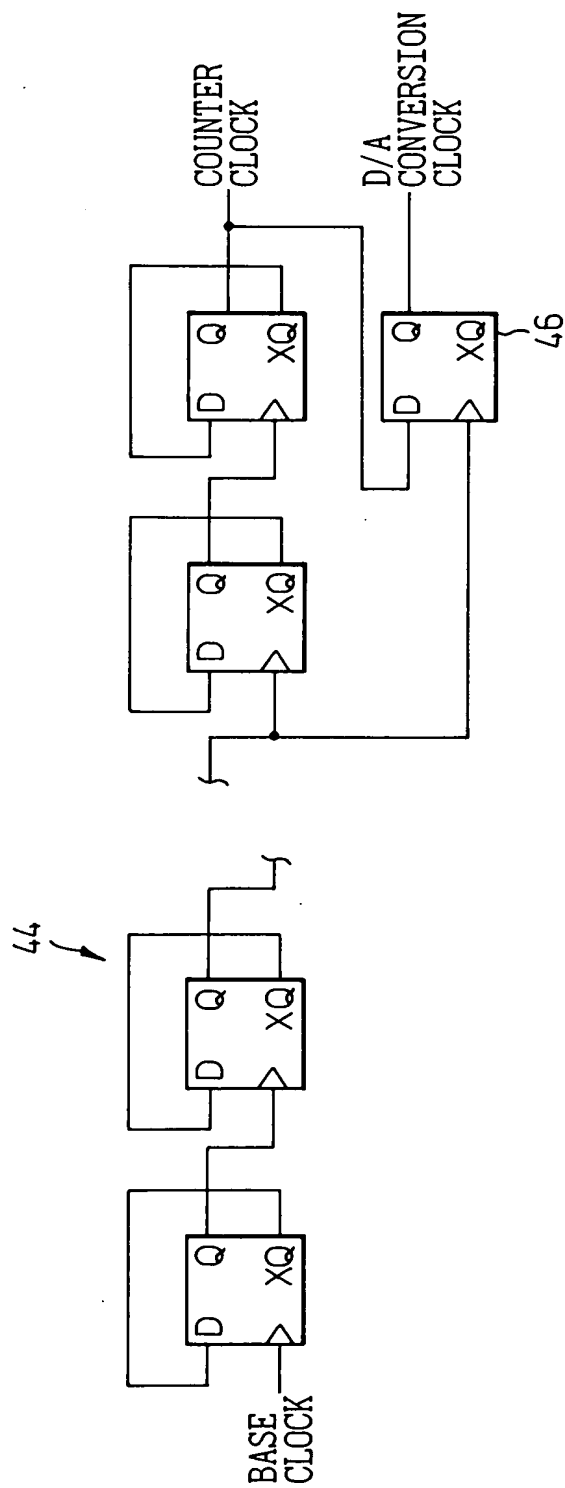 44
BASE
CLOCK
D Q
XQ
D Q
XQ
D Q
XQ
D Q
XQ
COUNTER
CLOCK
D Q
XQ
46
D/A
CONVERSION
CLOCK